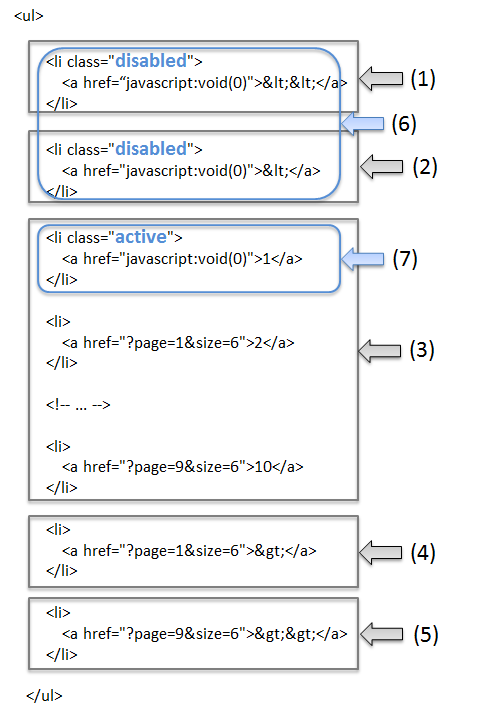 <ul>
<li class="disabled">
<a href=“javascript:void(0)">&lt;&lt;</a>
</li>
(1)
(6)
<li class="disabled">
<a href="javascript:void(0)">&lt;</a>
</li>
(2)
<li class="active">
<a href="javascript:void(0)">1</a>
</li>
(7)
<li>
<a href="?page=1&size=6">2</a>
</li>
(3)
<!-- ... -->
<li>
<a href="?page=9&size=6">10</a>
</li>
<li>
<a href="?page=1&size=6">&gt;</a>
</li>
(4)
<li>
<a href="?page=9&size=6">&gt;&gt;</a>
</li>
(5)
</ul>